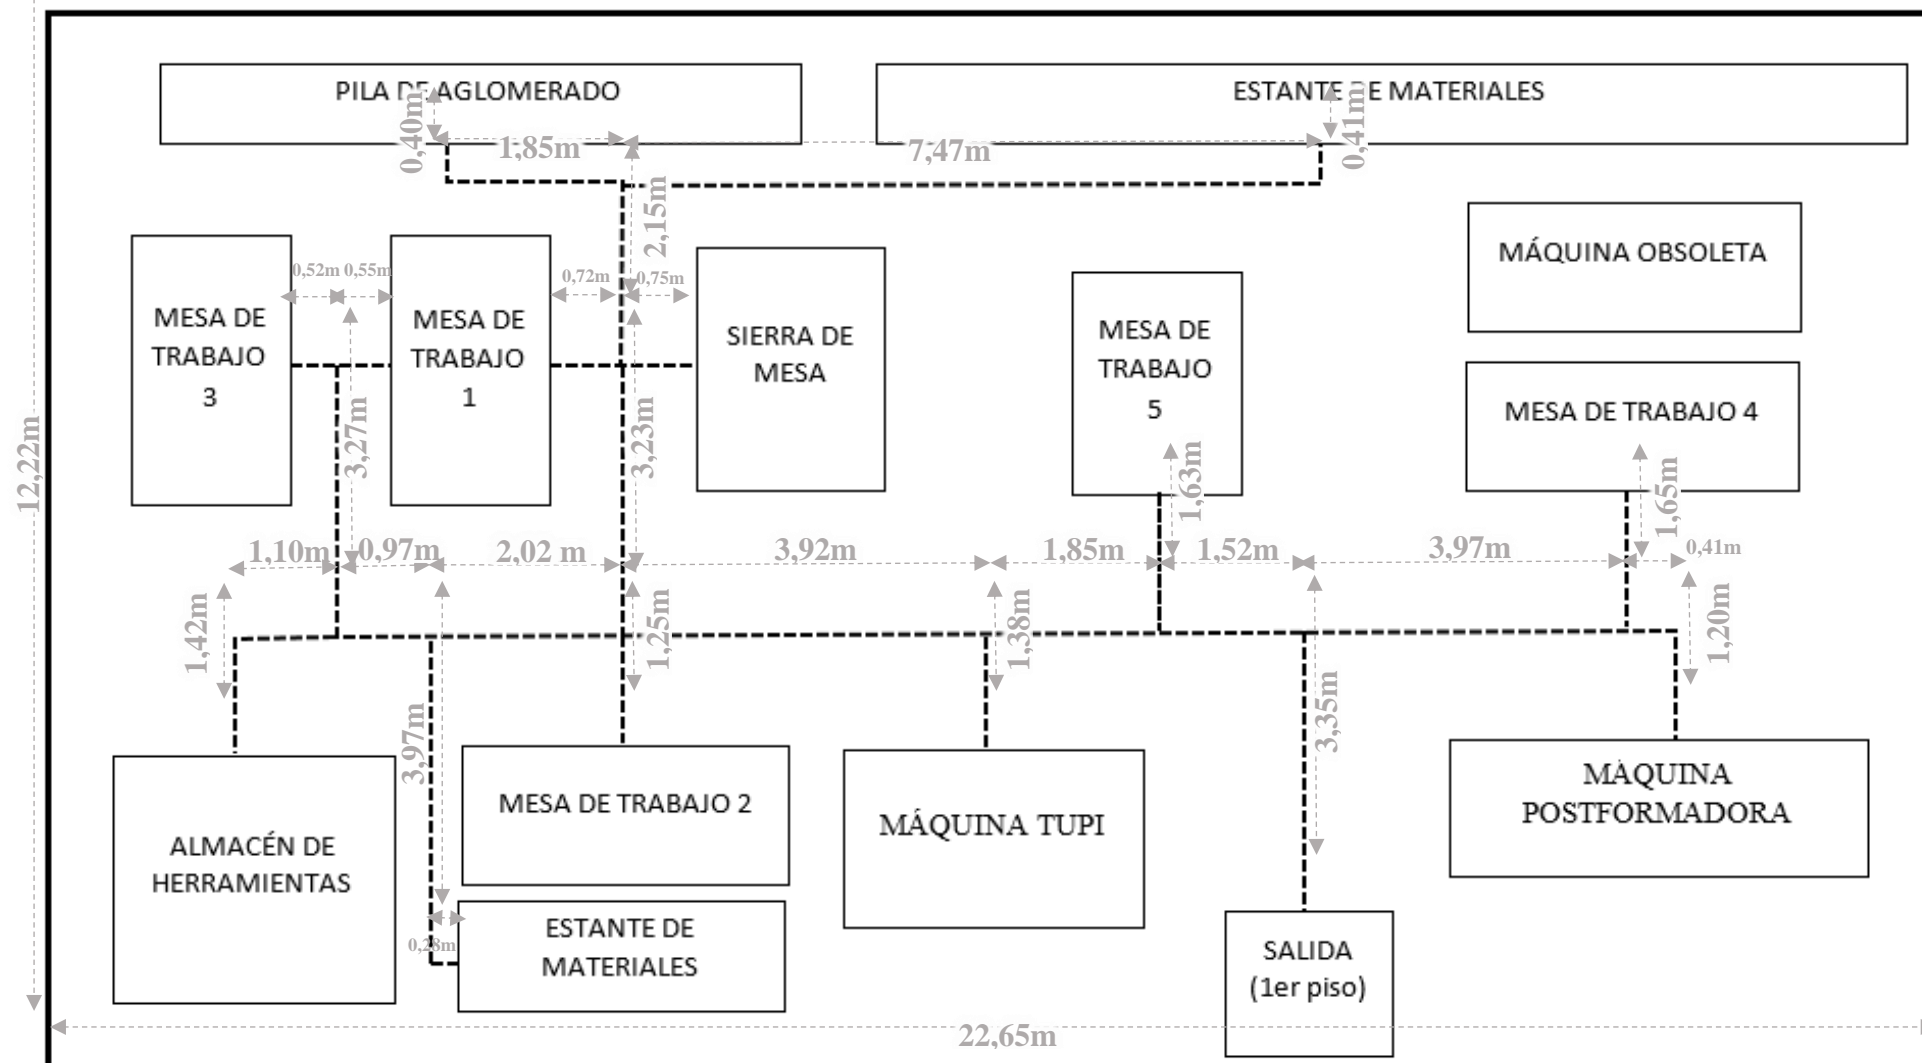 PILA DE AGLOMERADO
ESTANTE DE MATERIALES
0,40m
1,85m
7,47m
0,41m
2,15m
MÁQUINA OBSOLETA
0,52m
0,55m
0,72m
0,75m
MESA DE
TRABAJO
3
MESA DE
TRABAJO
1
SIERRA DE
MESA
MESA DE
TRABAJO
5
MESA DE TRABAJO 4
12,22m
3,27m
3,23m
1,63m
1,65m
1,10m
0,97m
2,02 m
3,92m
1,85m
1,52m
3,97m
0,41m
1,42m
1,25m
1,38m
1,20m
3,97m
3,35m
ALMACÉN DE
HERRAMIENTAS
MESA DE TRABAJO 2
MÁQUINA TUPI
MÁQUINA
POSTFORMADORA
0,28m
ESTANTE DE
MATERIALES
SALIDA
(1er piso)
22,65m